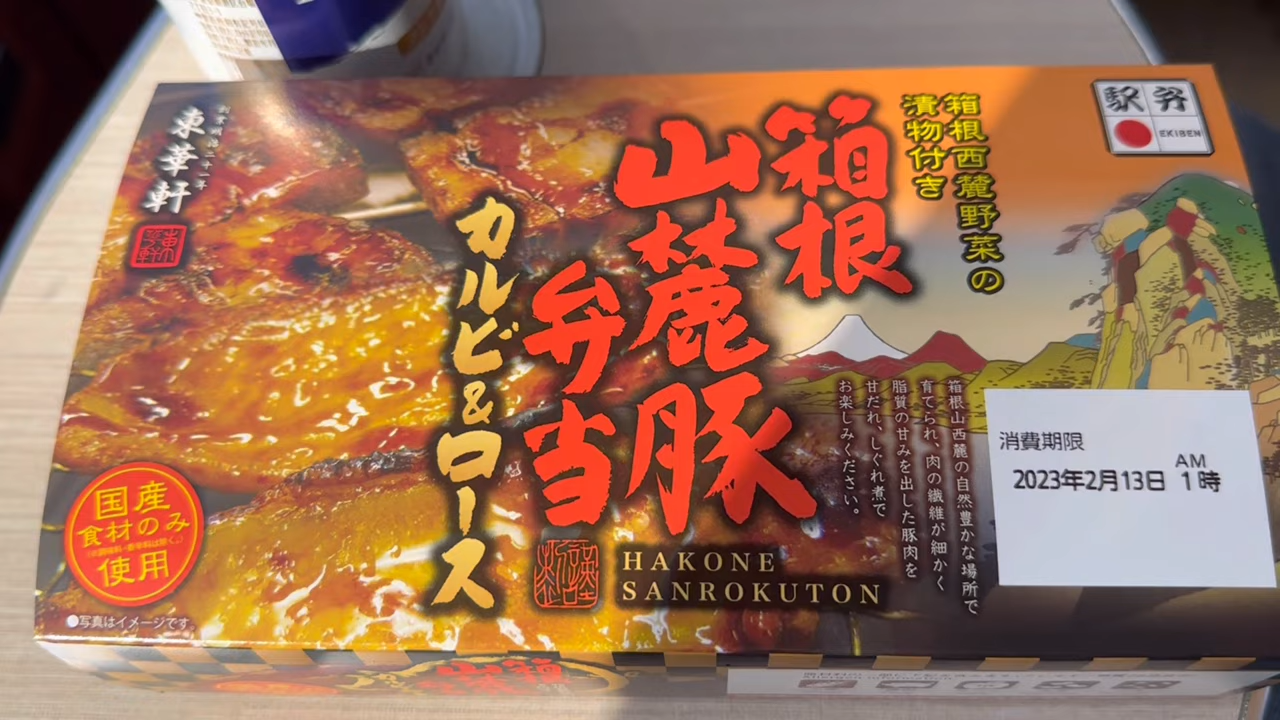 駅弁
EKIBEN
箱根西麓野菜の
漬物付き
箱根
山麓豚
弁当
カルビ&ロース
HAKONE
SANROKUTON
東華軒
箱根山西麓の自然豊かな場所で
育てられ、肉の繊維が細かく
脂質の甘みを出した豚肉を
甘だれ、しぐれ煮で
お楽しみください。
消費期限
2023年2月13日 AM 1時
国産
食材のみ
使用
●写真はイメージです。